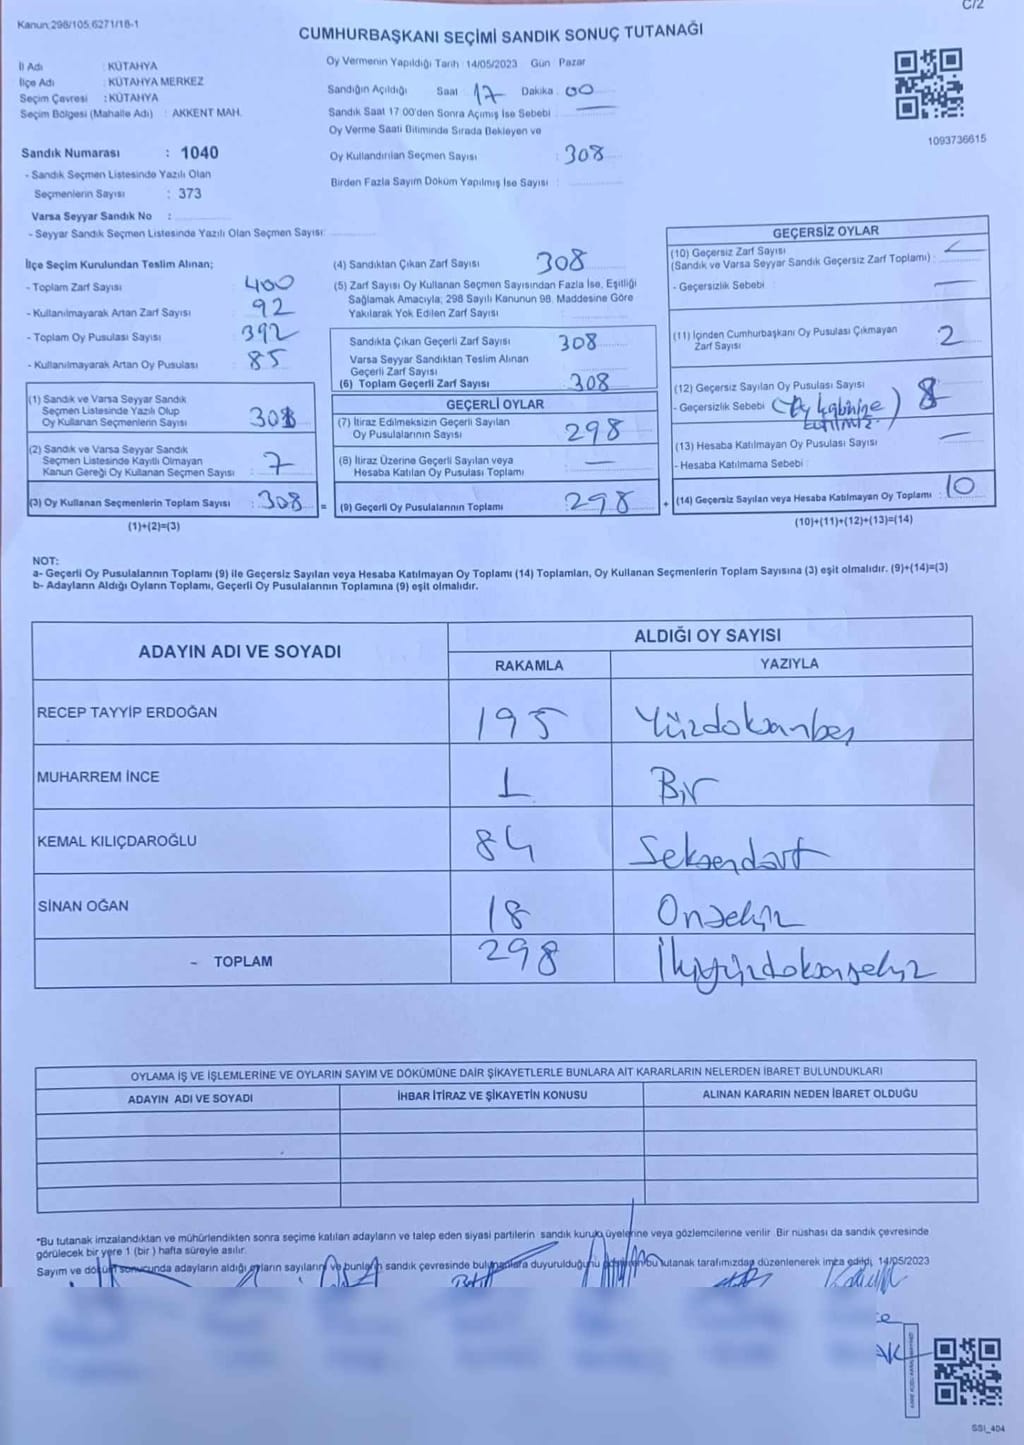 C/2
Kanun:298/105,6271/18-1
CUMHURBAŞKANI SEÇİMİ SANDIK SONUÇ TUTANAĞI
İl Adı : KÜTAHYA
İlçe Adı : KÜTAHYA MERKEZ
Seçim Çevresi : KÜTAHYA
Seçim Bölgesi (Mahalle Adı) : AKKENT MAH.
Sandık Numarası : 1040
- Sandık Seçmen Listesinde Yazılı Olan
Seçmenlerin Sayısı : 373
Varsa Seyyar Sandık No :
- Seyyar Sandık Seçmen Listesinde Yazılı Olan Seçmen Sayısı:
Oy Vermenin Yapıldığı Tarih :14/05/2023 Gün : Pazar
Sandığın Açıldığı Saat : 17 Dakika : 00
Sandık Saat 17:00'den Sonra Açımış İse Sebebi :
Oy Verme Saati Bitiminde Sırada Bekleyen ve
Oy Kullandırılan Seçmen Sayısı : 308
Birden Fazla Sayım Döküm Yapılmış İse Sayısı :
1093736615
İlçe Seçim Kurulundan Teslim Alınan;
- Toplam Zarf Sayısı : 400
- Kullanılmayarak Artan Zarf Sayısı : 92
- Toplam Oy Pusulası Sayısı : 392
- Kullanılmayarak Artan Oy Pusulası : 85
(1) Sandık ve Varsa Seyyar Sandık
Seçmen Listesinde Yazılı Olup
Oy Kullanan Seçmenlerin Sayısı : 301
(2) Sandık ve Varsa Seyyar Sandık
Seçmen Listesinde Kayıtlı Olmayan
Kanun Gereği Oy Kullanan Seçmen Sayısı : 7
(3) Oy Kullanan Seçmenlerin Toplam Sayısı : 308 =
(1)+(2)=(3)
(4) Sandıktan Çıkan Zarf Sayısı : 308
(5) Zarf Sayısı Oy Kullanan Seçmen Sayısından Fazla İse, Eşitliği
Sağlamak Amacıyla; 298 Sayılı Kanunun 98. Maddesine Göre
Yakılarak Yok Edilen Zarf Sayısı :
Sandıkta Çıkan Geçerli Zarf Sayısı : 308
Varsa Seyyar Sandıktan Teslim Alınan
Geçerli Zarf Sayısı :
(6) Toplam Geçerli Zarf Sayısı : 308
GEÇERLİ OYLAR
(7) İtiraz Edilmeksizin Geçerli Sayılan
Oy Pusulalarının Sayısı : 298
(8) İtiraz Üzerine Geçerli Sayılan veya
Hesaba Katılan Oy Pusulası Toplamı : —
(9) Geçerli Oy Pusulalarının Toplamı : 298 +
GEÇERSİZ OYLAR
(10) Geçersiz Zarf Sayısı
(Sandık ve Varsa Seyyar Sandık Geçersiz Zarf Toplamı) :
- Geçersizlik Sebebi : —
(11) İçinden Cumhurbaşkanı Oy Pusulası Çıkmayan
Zarf Sayısı : 2
(12) Geçersiz Sayılan Oy Pusulası Sayısı : 8
- Geçersizlik Sebebi
(13) Hesaba Katılmayan Oy Pusulası Sayısı : —
- Hesaba Katılmama Sebebi :
(14) Geçersiz Sayılan veya Hesaba Katılmayan Oy Toplamı : 10
(10)+(11)+(12)+(13)=(14)
NOT:
a- Geçerli Oy Pusulalarının Toplamı (9) ile Geçersiz Sayılan veya Hesaba Katılmayan Oy Toplamı (14) Toplamları, Oy Kullanan Seçmenlerin Toplam Sayısına (3) eşit olmalıdır. (9)+(14)=(3)
b- Adayların Aldığı Oyların Toplamı, Geçerli Oy Pusulalarının Toplamına (9) eşit olmalıdır.
ADAYIN ADI VE SOYADI
ALDIĞI OY SAYISI
RAKAMLA YAZIYLA
RECEP TAYYİP ERDOĞAN 195 Yüzdoksanbeş
MUHARREM İNCE 1 Bir
KEMAL KILIÇDAROĞLU 84 Seksendört
SİNAN OĞAN 18 Onsekiz
- TOPLAM 298 İkiyüzdoksansekiz
OYLAMA İŞ VE İŞLEMLERİNE VE OYLARIN SAYIM VE DÖKÜMÜNE DAİR ŞİKAYETLERLE BUNLARA AİT KARARLARIN NELERDEN İBARET BULUNDUKLARI
ADAYIN ADI VE SOYADI İHBAR İTİRAZ VE ŞİKAYETİN KONUSU ALINAN KARARIN NEDEN İBARET OLDUĞU
*Bu tutanak imzalandıktan ve mühürlendikten sonra seçime katılan adayların ve talep eden siyasi partilerin sandık kurulu üyelerine veya gözlemcilerine verilir. Bir nüshası da sandık çevresinde
görülecek bir yere 1 (bir ) hafta süreyle asılır.
Sayım ve döküm sonucunda adayların aldığı oyların sayılarını ve bunların sandık çevresinde bulunanlara duyurulduğunu bu tutanak tarafımızdan düzenlenerek imza edildi. 14/05/2023
SSI_404